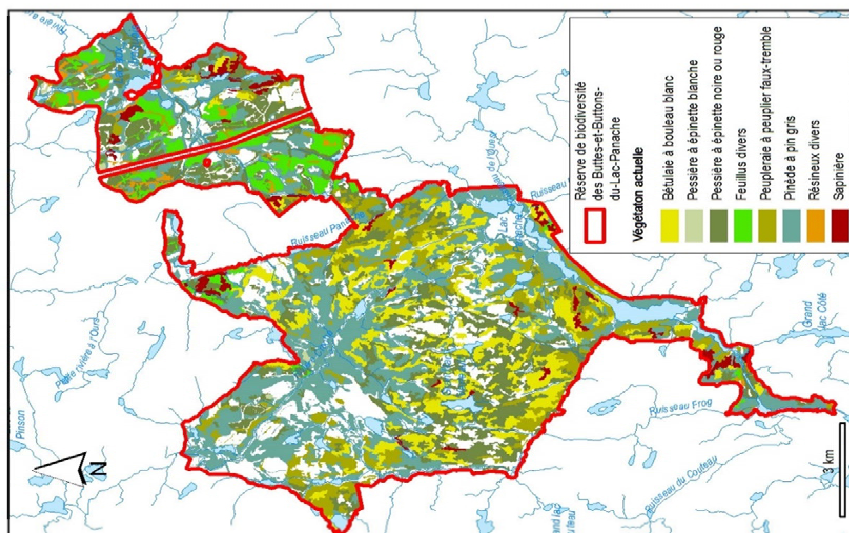 Réserve de biodiversité
des Buttes-et-Buttons-
du-Lac-Panache
Végétation actuelle
Bétulaie à bouleau blanc
Pessière à épinette blanche
Pessière à épinette noire ou rouge
Feuillus divers
Peupleraie à peuplier faux-tremble
Pinède à pin gris
Résineux divers
Sapinière
Pinson
rivière à l'Ours
N
Ruisseau
Lac
Ruisseau
Ruisseau Frog
Ruisseau du Couteau
Grand
Lac Côté
3 km